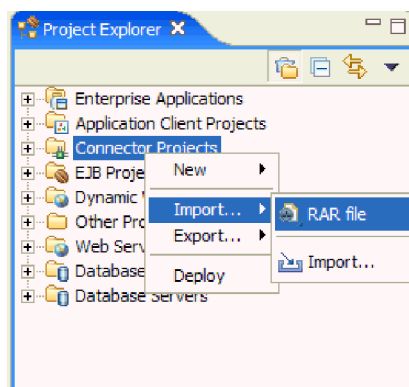 Project Explorer
Enterprise Applications
Application Client Projects
Connector Projects
EJB Proje
New
Dynamic
Import...
RAR file
Other Pro
Export...
Web Serv
Import...
Database
Deploy
Database Servers